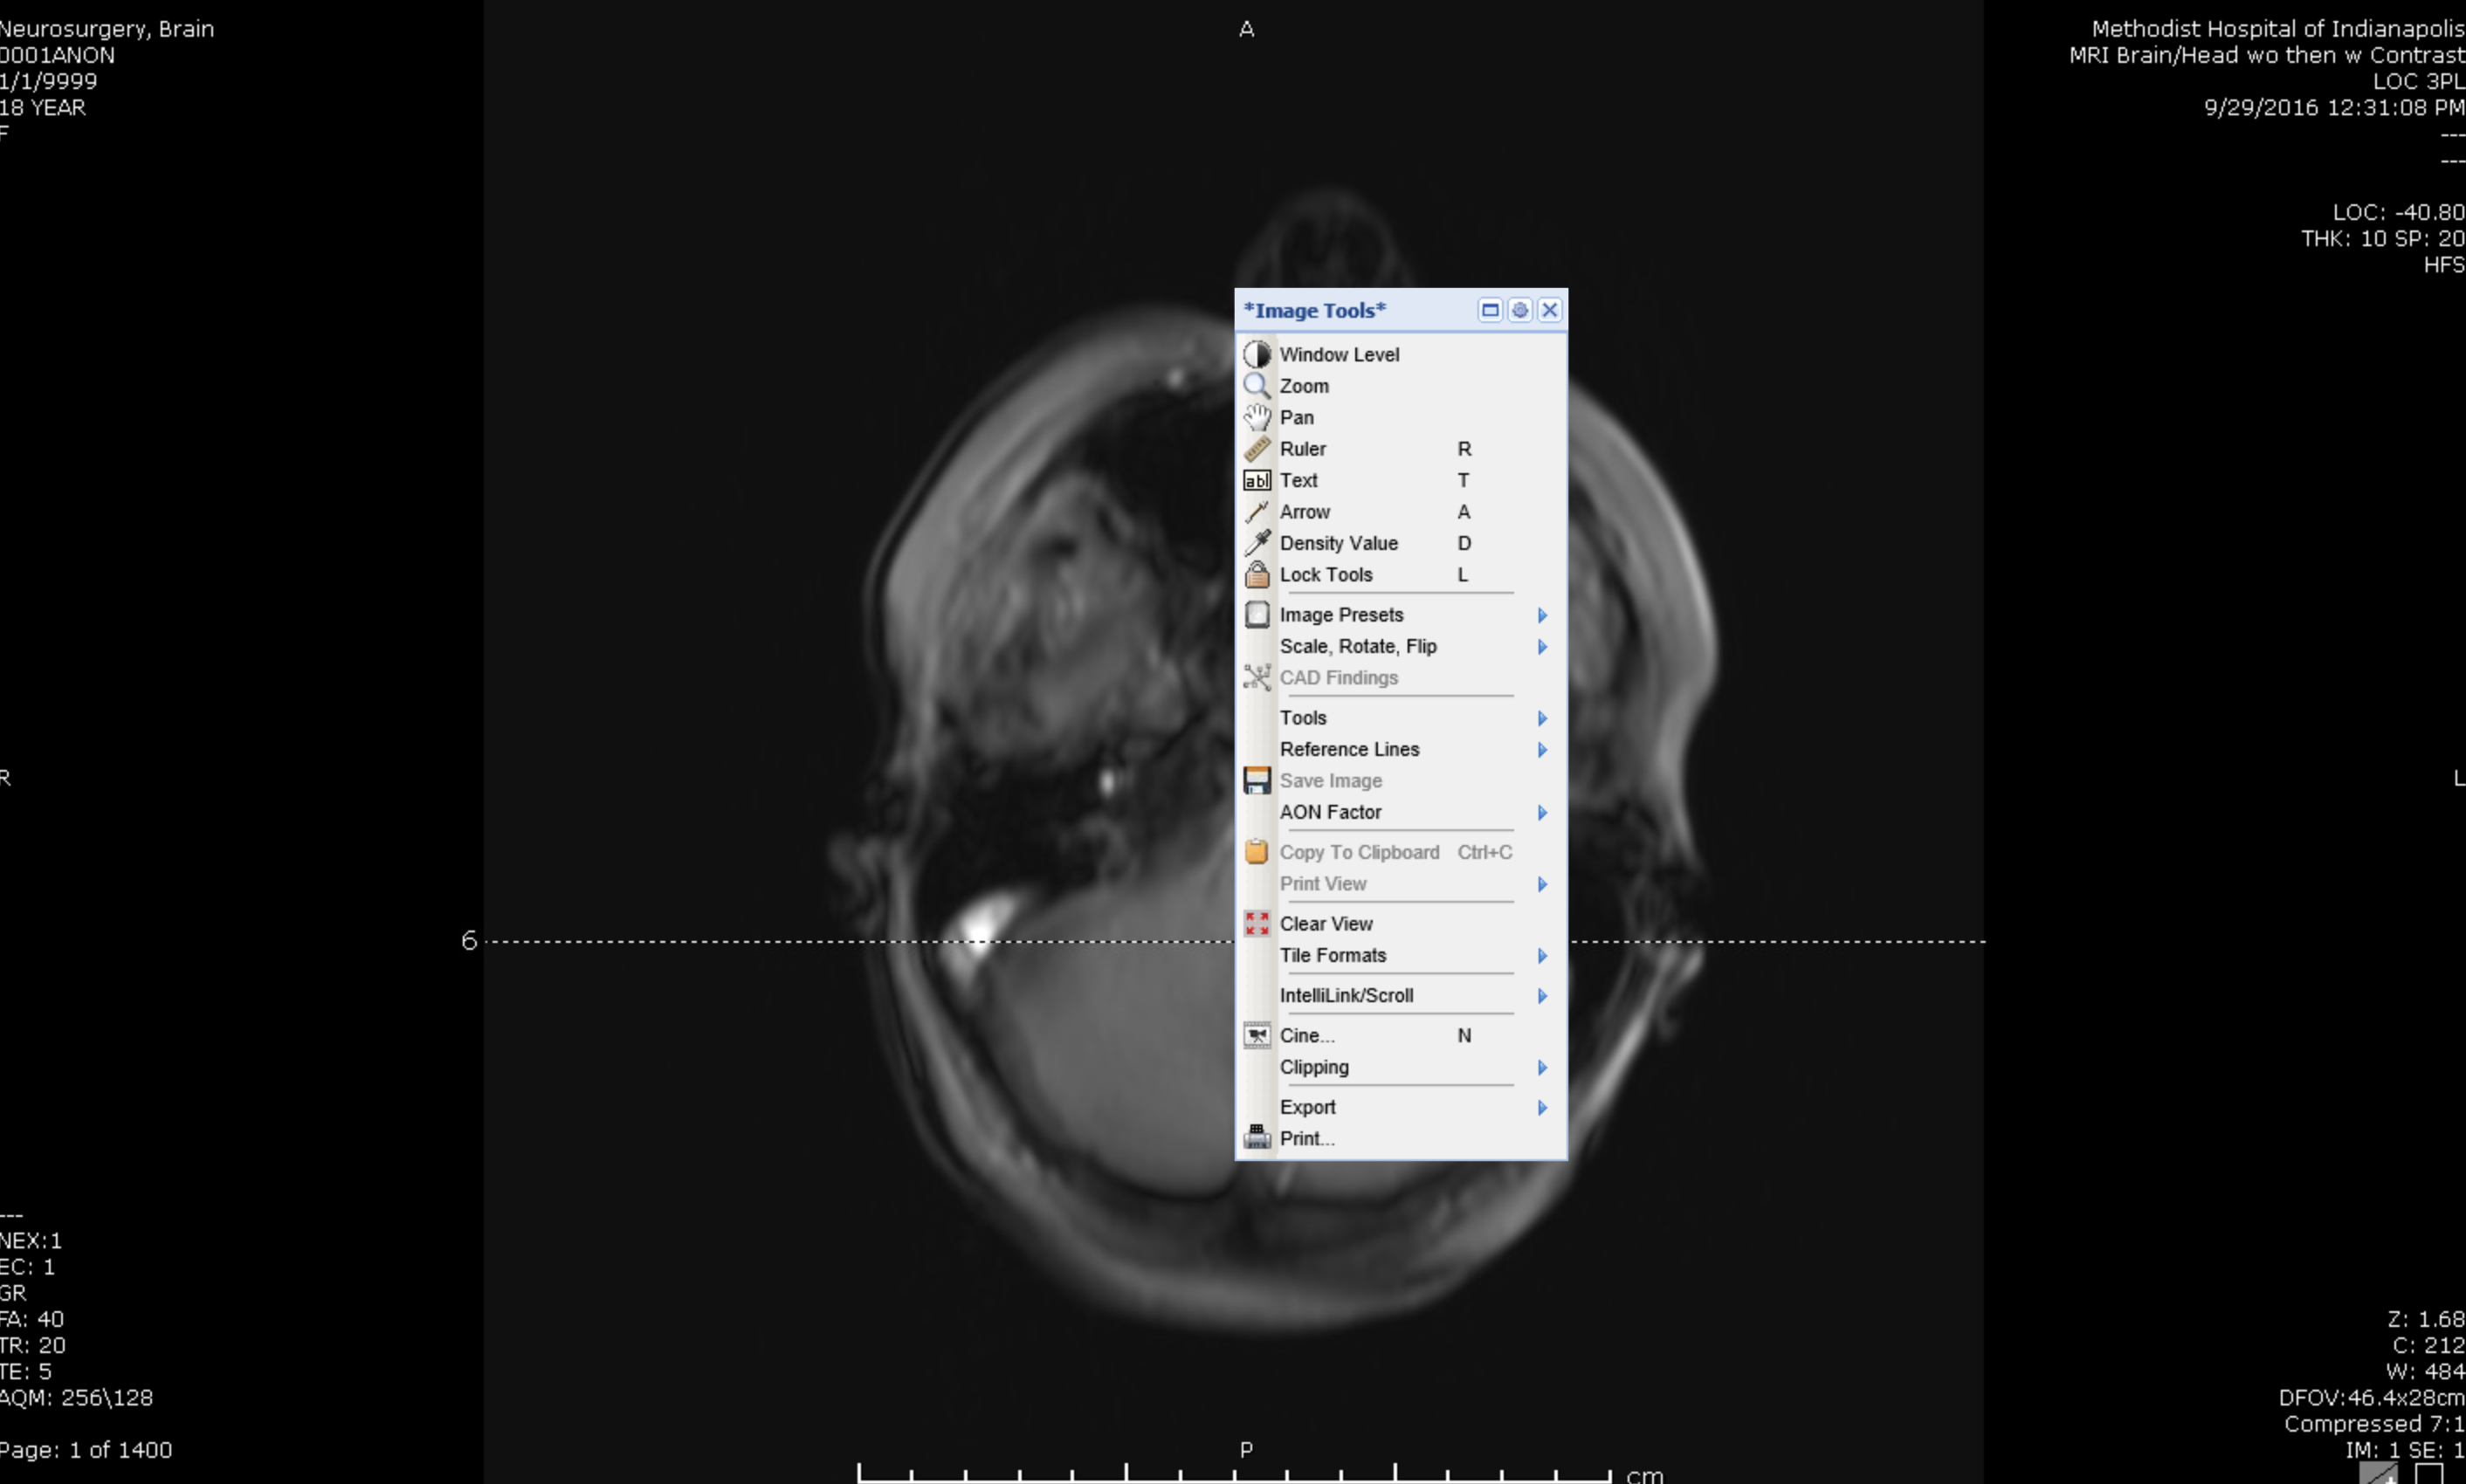 Neurosurgery, Brain
0001ANON
1/1/9999
18 YEAR
F
A
Methodist Hospital of Indianapolis
MRI Brain/Head wo then w Contrast
LOC 3PL
9/29/2016 12:31:08 PM
---
---
LOC: -40.80
THK: 10 SP: 20
HFS
*Image Tools*
Window Level
Zoom
Pan
Ruler R
abl Text T
Arrow A
Density Value D
Lock Tools L
Image Presets
Scale, Rotate, Flip
CAD Findings
Tools
Reference Lines
Save Image
AON Factor
Copy To Clipboard Ctrl+C
Print View
Clear View
Tile Formats
IntelliLink/Scroll
Cine... N
Clipping
Export
Print...
R
L
6
---
NEX:1
EC: 1
GR
FA: 40
TR: 20
TE: 5
AQM: 256\128
Page: 1 of 1400
P
cm
Z: 1.68
C: 212
W: 484
DFOV:46.4x28cm
Compressed 7:1
IM: 1 SE: 1